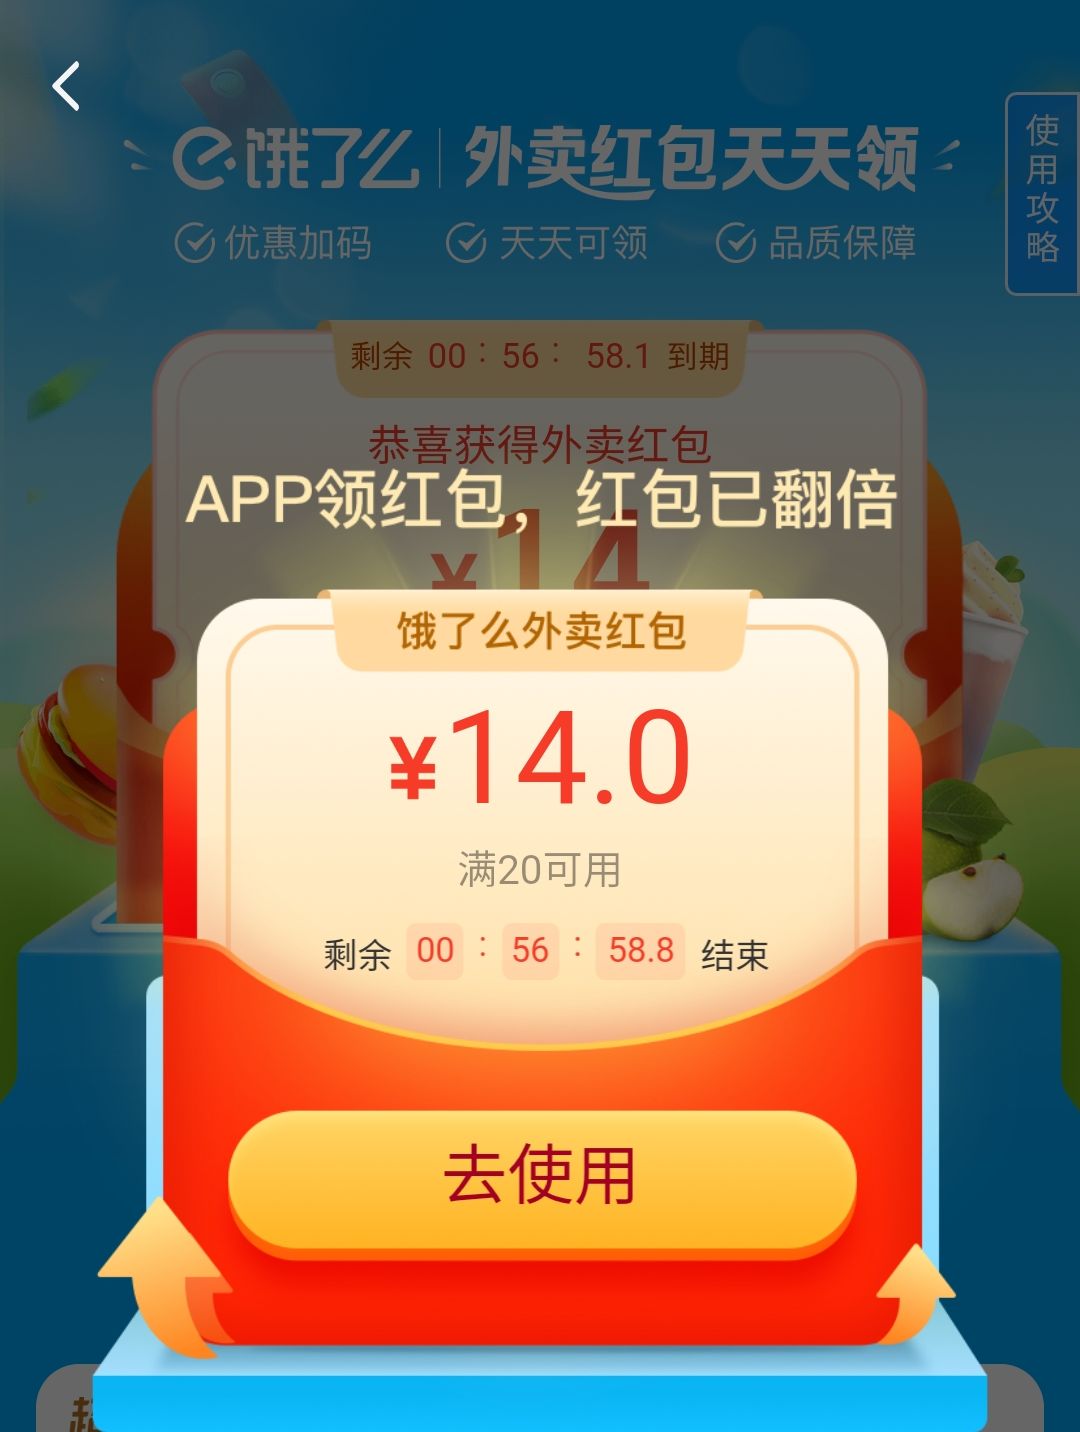 饿了么 外卖红包天天领
优惠加码 天天可领 品质保障
使用攻略
剩余 00 : 56 : 58.1 到期
恭喜获得外卖红包
¥14
APP领红包，红包已翻倍
饿了么外卖红包
¥14.0
满20可用
剩余 00 : 56 : 58.8 结束
去使用